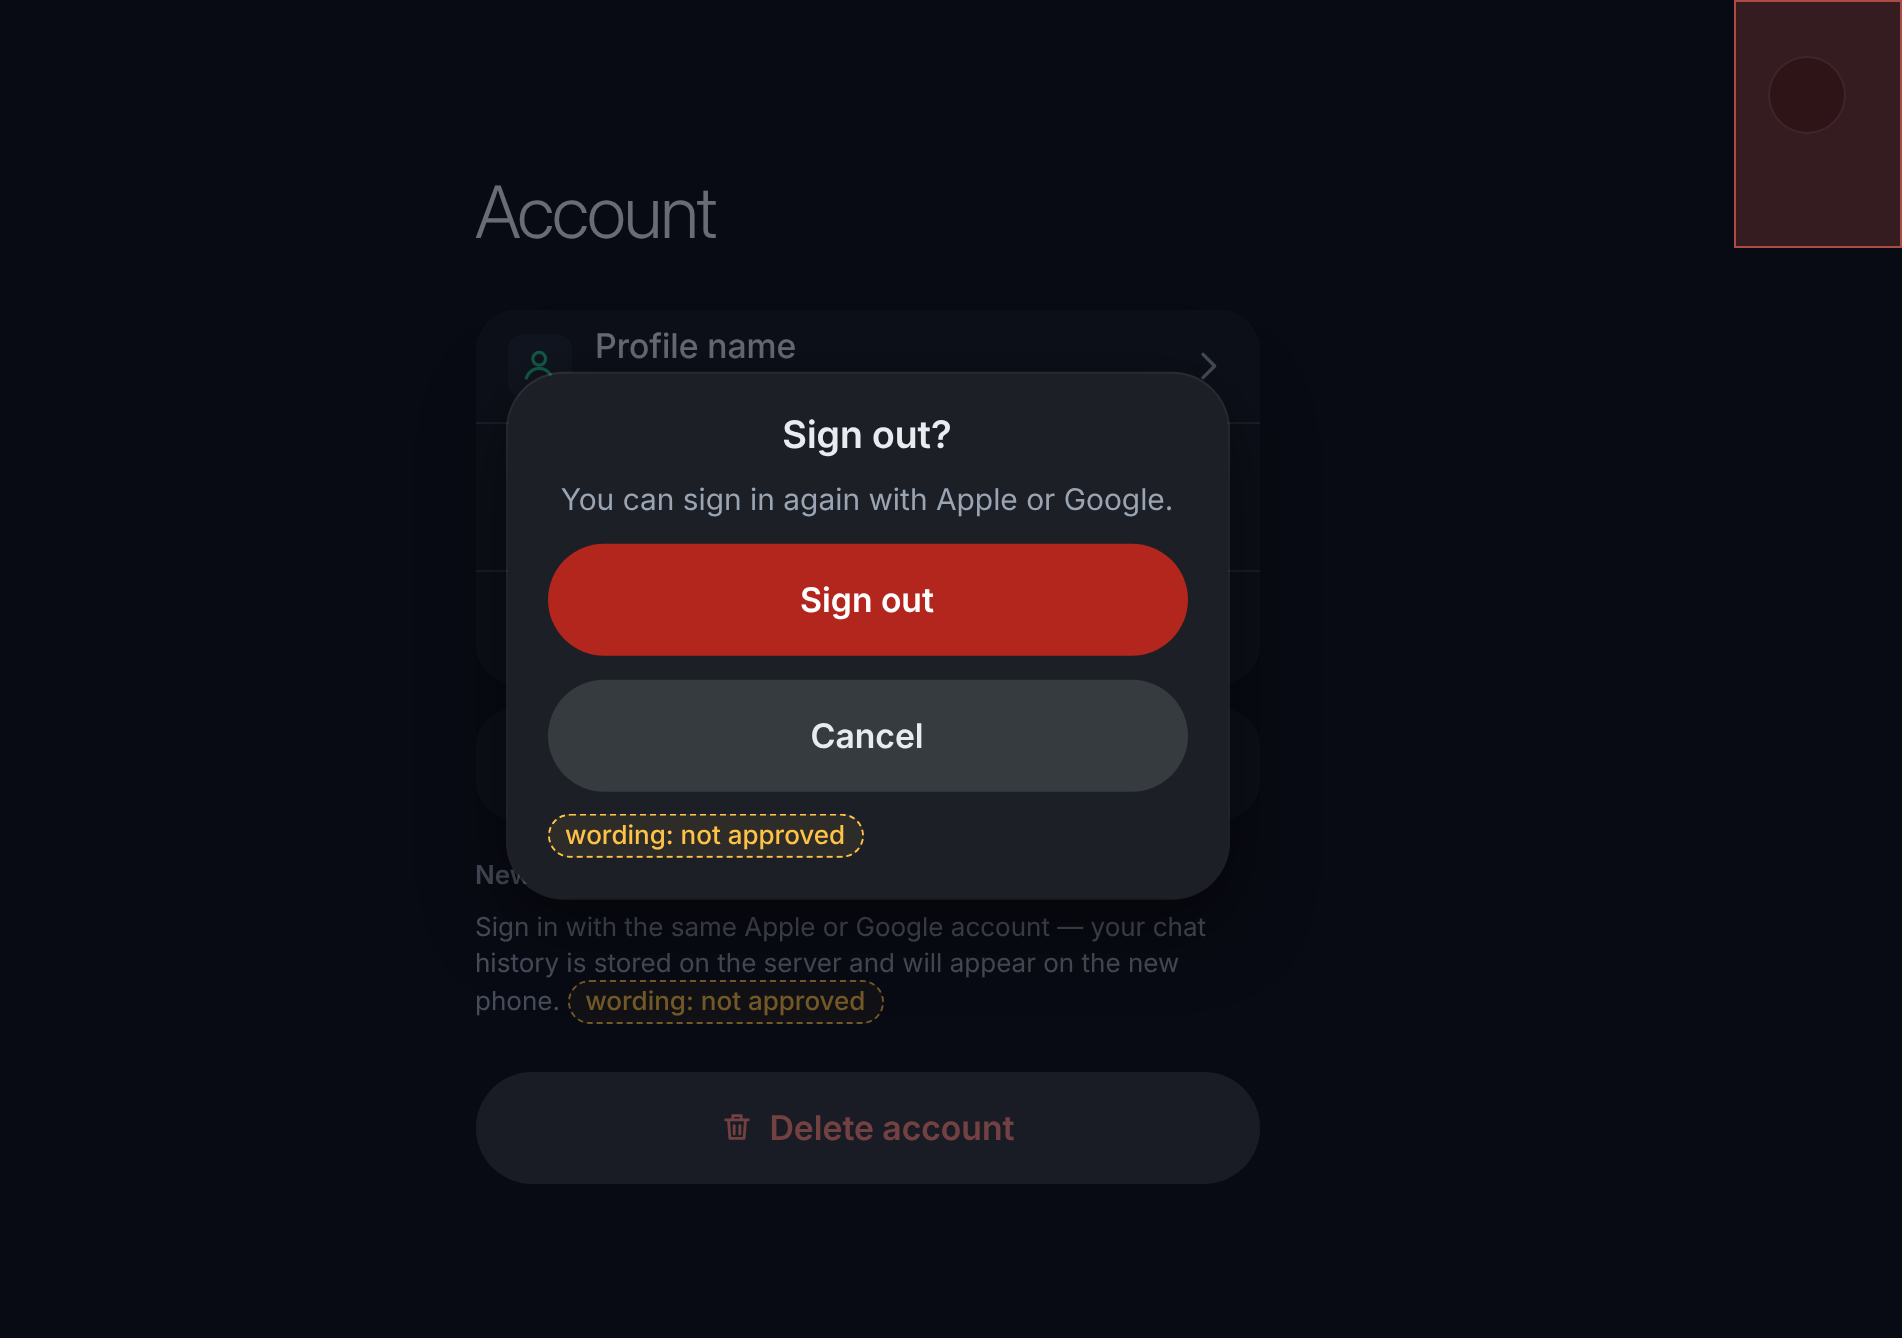 Account
Profile name
Sign out?
You can sign in again with Apple or Google.
Sign out
Cancel
wording: not approved
Sign in with the same Apple or Google account — your chat
history is stored on the server and will appear on the new
phone. wording: not approved
Delete account